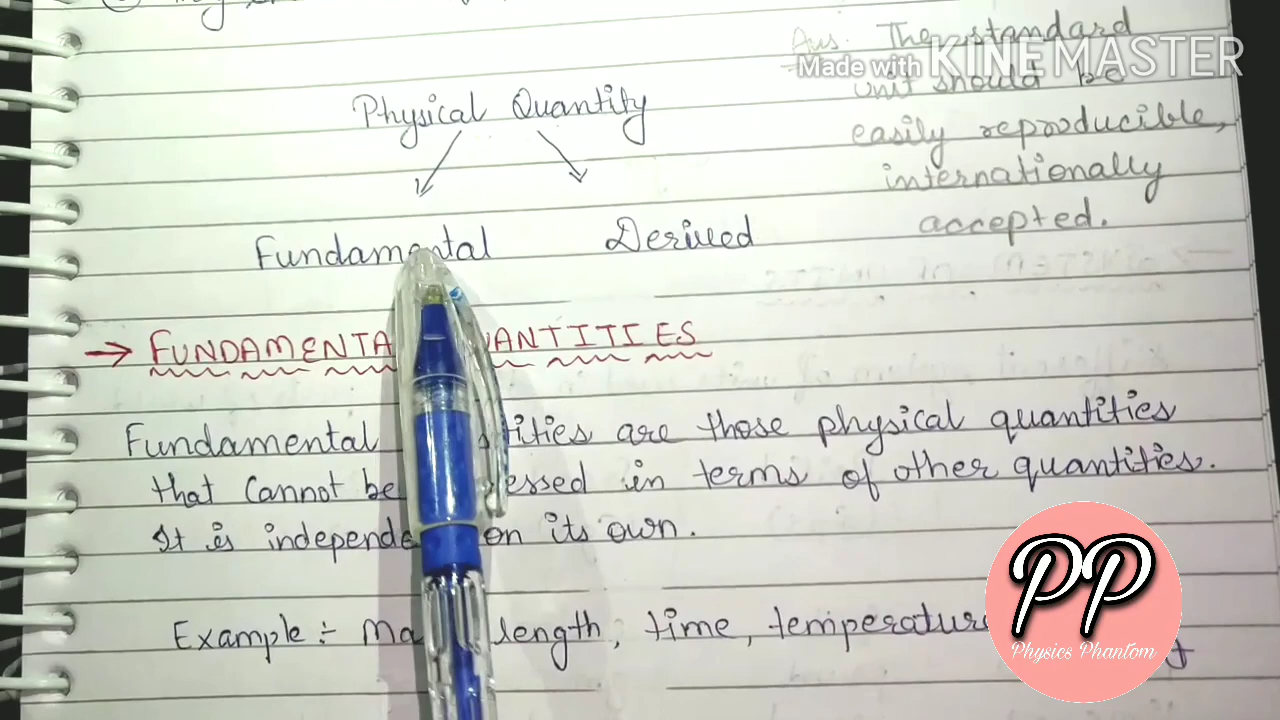 Ans. The standard
Made with KINEMASTER
unit should be
easily reproducible,
internationally
accepted.
Physical Quantity
Fundamental Derived
→ FUNDAMENTA UANTITIES
Fundamental tities are those physical quantities
that cannot be essed in terms of other quantities.
It is independe on its own.
Example :- Ma length, time, temperature
PP
Physics Phantom